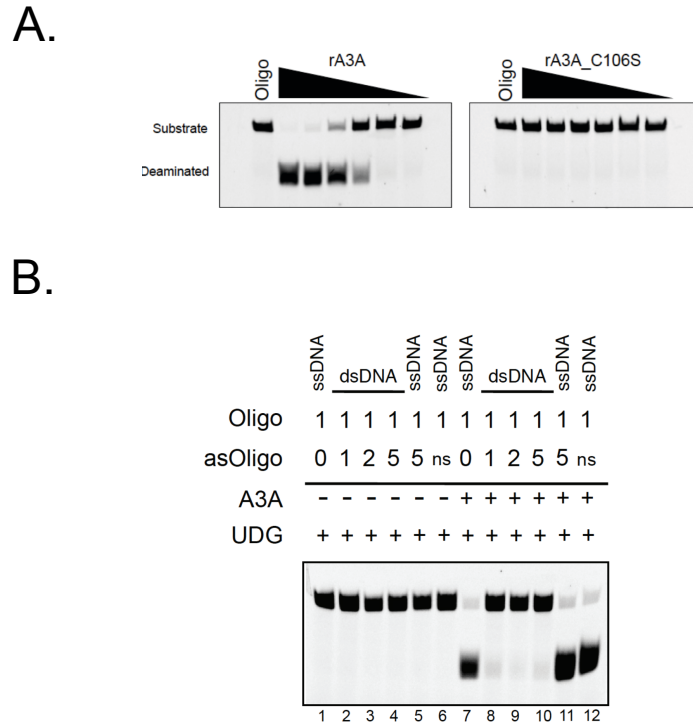 A.
rA3A
rA3A_C106S
Oligo
Oligo
Substrate
Deaminated
B.
ssDNA dsDNA ssDNA ssDNA ssDNA dsDNA ssDNA ssDNA
Oligo 1 1 1 1 1 1 1 1 1 1 1 1
asOligo 0 1 2 5 5 ns 0 1 2 5 5 ns
A3A - - - - - - + + + + + +
UDG + + + + + + + + + + + +
1 2 3 4 5 6 7 8 9 10 11 12